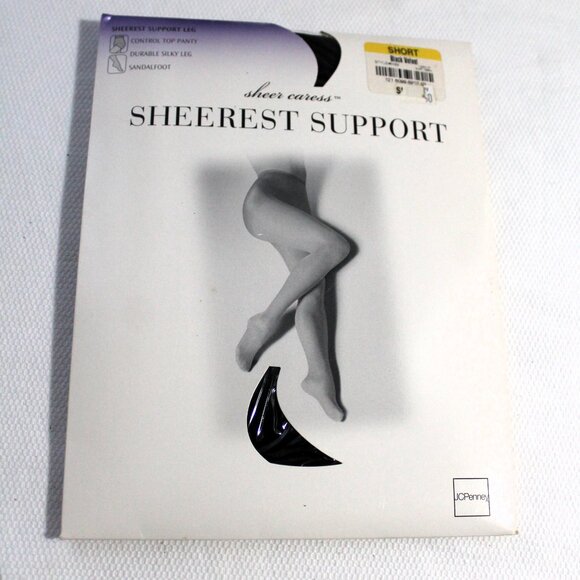 SHEEREST SUPPORT LEG
CONTROL TOP PANTY
DURABLE SILKY LEG
SANDALFOOT
SHORT
Black Velvet
sheer caress™
SHEEREST SUPPORT
JCPenney